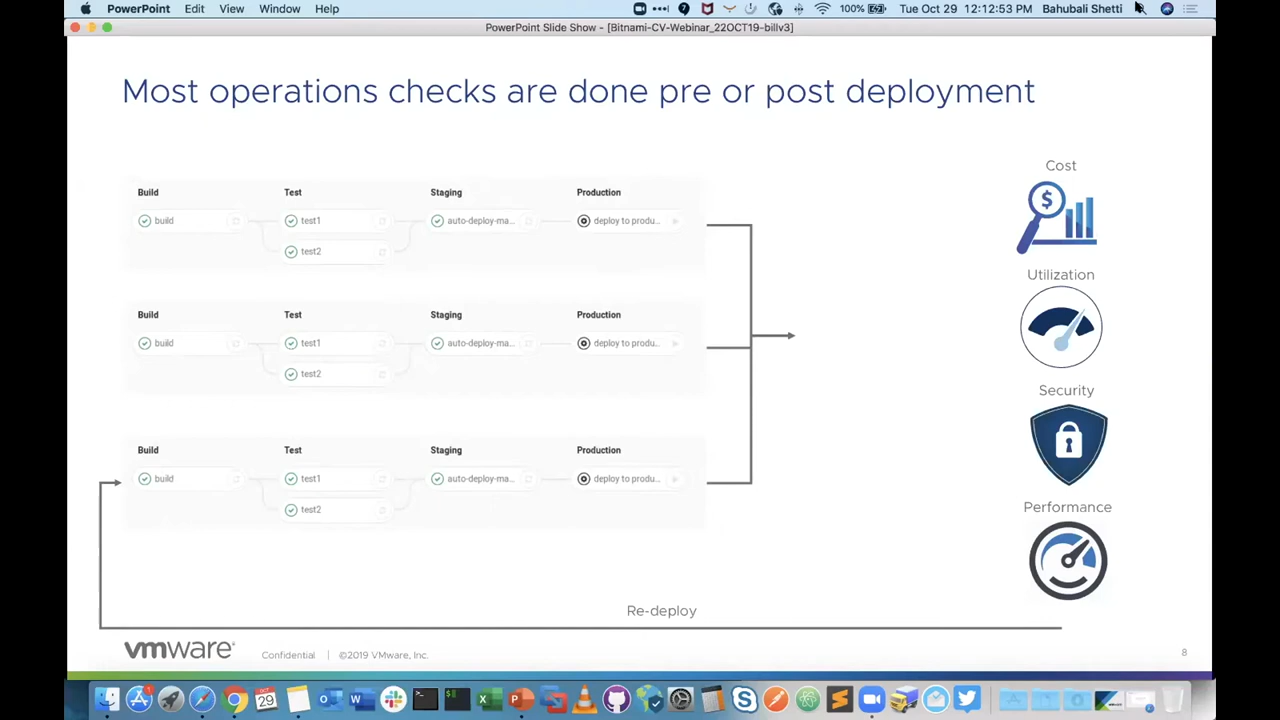 PowerPoint Edit View Window Help 100% Tue Oct 29 12:12:53 PM Bahubali Shetti
PowerPoint Slide Show - [Bitnami-CV-Webinar_22OCT19-billv3]
Most operations checks are done pre or post deployment
Cost
Build Test Staging Production
build test1 auto-deploy-ma... deploy to produ...
test2
Utilization
Build Test Staging Production
build test1 auto-deploy-ma... deploy to produ...
test2
Security
Build Test Staging Production
build test1 auto-deploy-ma... deploy to produ...
test2
Performance
Re-deploy
vmware Confidential | ©2019 VMware, Inc. 8